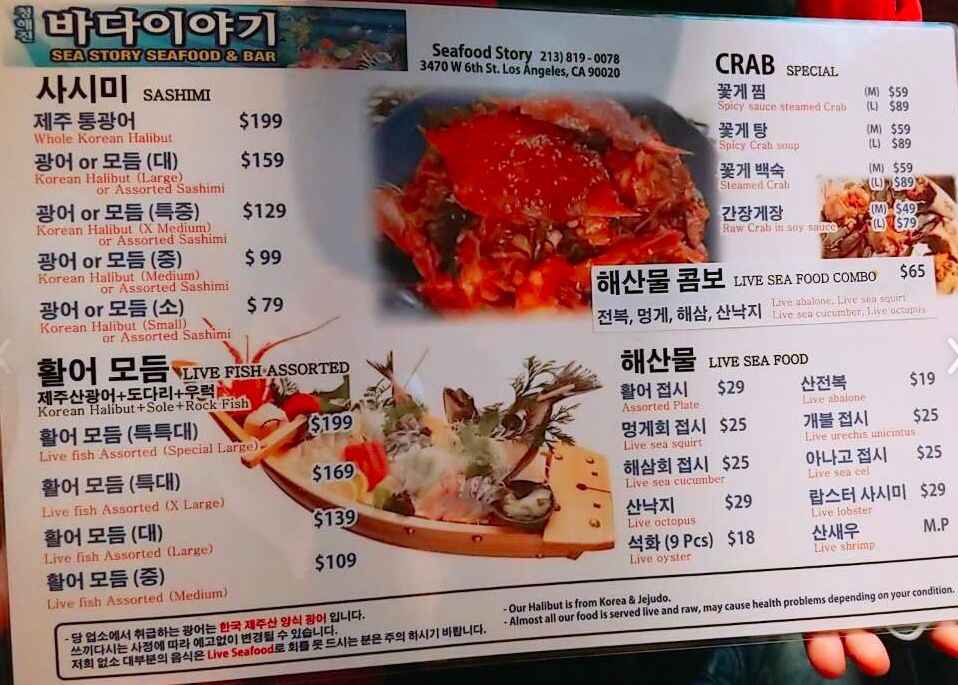 청해진
바다이야기
SEA STORY SEAFOOD & BAR
Seafood Story 213) 819 - 0078
3470 W 6th St. Los Angeles, CA 90020
사시미 SASHIMI
제주 통광어 $199
Whole Korean Halibut
광어 or 모듬 (대) $159
Korean Halibut (Large)
or Assorted Sashimi
광어 or 모듬 (특중) $129
Korean Halibut (X Medium)
or Assorted Sashimi
광어 or 모듬 (중) $ 99
Korean Halibut (Medium)
or Assorted Sashimi
광어 or 모듬 (소) $ 79
Korean Halibut (Small)
or Assorted Sashimi
활어 모듬 LIVE FISH ASSORTED
제주산광어+도다리+우럭
Korean Halibut+Sole+Rock Fish
활어 모듬 (특특대) $199
Live fish Assorted (Special Large)
활어 모듬 (특대) $169
Live fish Assorted (X Large)
활어 모듬 (대) $139
Live fish Assorted (Large)
활어 모듬 (중) $109
Live fish Assorted (Medium)
CRAB SPECIAL
꽃게 찜 (M) $59
Spicy sauce steamed Crab (L) $89
꽃게 탕 (M) $59
Spicy Crab soup (L) $89
꽃게 백숙 (M) $59
Steamed Crab (L) $89
간장게장 (M) $49
Raw Crab in soy sauce (L) $79
해산물 콤보 LIVE SEA FOOD COMBO $65
전복, 멍게, 해삼, 산낙지
Live abalone, Live sea squirt
Live sea cucumber, Live octupus
해산물 LIVE SEA FOOD
활어 접시 $29
Assorted Plate
멍게회 접시 $25
Live sea squirt
해삼회 접시 $25
Live sea cucumber
산낙지 $29
Live octopus
석화 (9 Pcs) $18
Live oyster
산전복 $19
Live abalone
개불 접시 $25
Live urechis unicintus
아나고 접시 $25
Live sea eel
랍스터 사시미 $29
Live lobster
산새우 M.P
Live shrimp
- 당 업소에서 취급하는 광어는 한국 제주산 양식 광어 입니다.
쓰끼다시는 사정에 따라 예고없이 변경될 수 있습니다.
저희 업소 대부분의 음식은 Live Seafood로 회를 못 드시는 분은 주의 하시기 바랍니다.
- Our Halibut is from Korea & Jejudo.
- Almost all our food is served live and raw, may cause health problems depending on your condition.